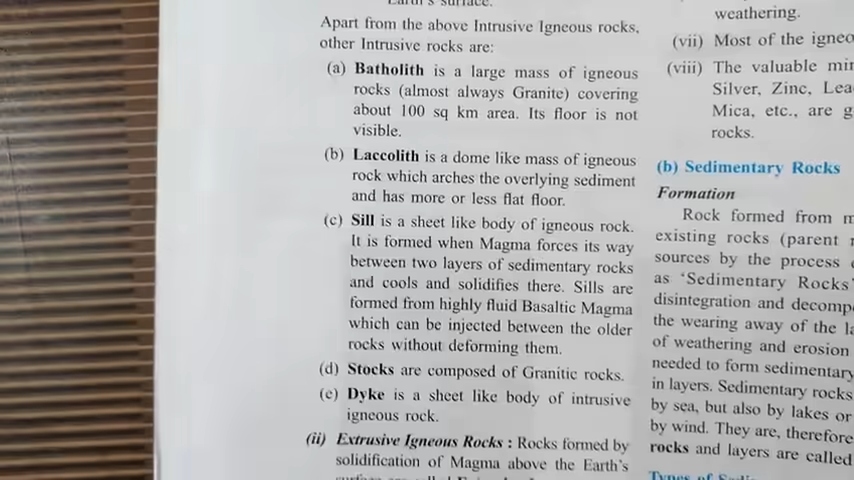 Earth's surface.
Apart from the above Intrusive Igneous rocks,
other Intrusive rocks are:
(a) Batholith is a large mass of igneous
rocks (almost always Granite) covering
about 100 sq km area. Its floor is not
visible.
(b) Laccolith is a dome like mass of igneous
rock which arches the overlying sediment
and has more or less flat floor.
(c) Sill is a sheet like body of igneous rock.
It is formed when Magma forces its way
between two layers of sedimentary rocks
and cools and solidifies there. Sills are
formed from highly fluid Basaltic Magma
which can be injected between the older
rocks without deforming them.
(d) Stocks are composed of Granitic rocks.
(e) Dyke is a sheet like body of intrusive
igneous rock.
(ii) Extrusive Igneous Rocks : Rocks formed by
solidification of Magma above the Earth's
weathering.
(vii) Most of the igneo
(viii) The valuable min
Silver, Zinc, Lea
Mica, etc., are g
rocks.
(b) Sedimentary Rocks
Formation
Rock formed from m
existing rocks (parent
sources by the process
as 'Sedimentary Rocks'
disintegration and decomp
the wearing away of the la
of weathering and erosion
needed to form sedimentary
in layers. Sedimentary rocks
by sea, but also by lakes or
by wind. They are, therefore
rocks and layers are called
Types of